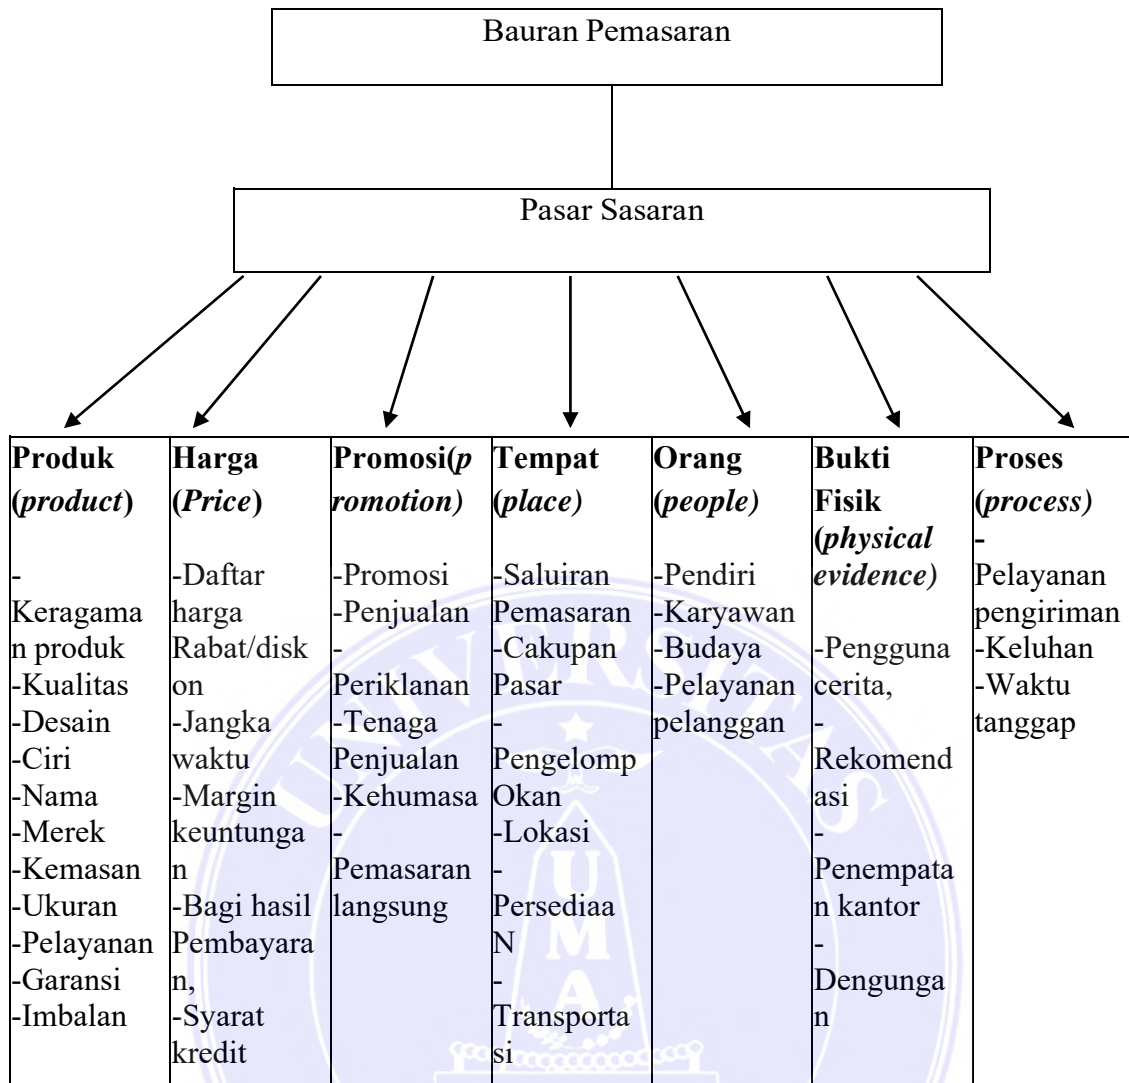 Bauran Pemasaran
Pasar Sasaran
Produk
(product)
-
Keragama
n produk
-Kualitas
-Desain
-Ciri
-Nama
-Merek
-Kemasan
-Ukuran
-Pelayanan
-Garansi
-Imbalan
Harga
(Price)
-Daftar
harga
Rabat/disk
on
-Jangka
waktu
-Margin
keuntunga
n
-Bagi hasil
Pembayara
n,
-Syarat
kredit
Promosi(p
romotion)
-Promosi
-Penjualan
-
Periklanan
-Tenaga
Penjualan
-Kehumasa
-
Pemasaran
langsung
Tempat
(place)
-Saluiran
Pemasaran
-Cakupan
Pasar
-
Pengelomp
Okan
-Lokasi
-
Persediaa
N
-
Transporta
si
Orang
(people)
-Pendiri
-Karyawan
-Budaya
-Pelayanan
pelanggan
Bukti
Fisik
(physical
evidence)
-Pengguna
cerita,
-
Rekomend
asi
-
Penempata
n kantor
-
Dengunga
n
Proses
(process)
-
Pelayanan
pengiriman
-Keluhan
-Waktu
tanggap
UNIVERSITAS
U
M
A